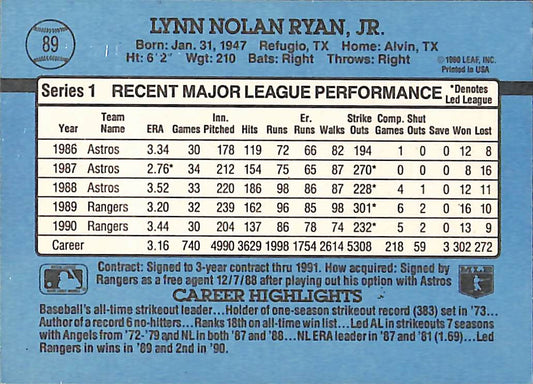 89
LYNN NOLAN RYAN, JR.
Born: Jan. 31, 1947 Refugio, TX Home: Alvin, TX
Ht: 6' 2" Wgt: 210 Bats: Right Throws: Right
© 1990 LEAF, INC.
Printed in USA
Series 1 RECENT MAJOR LEAGUE PERFORMANCE *Denotes Led League
Year Team Name ERA Games Inn. Pitched Hits Runs Er. Runs Walks Strike Outs Comp. Games Shut Outs Save Won Lost
1986 Astros 3.34 30 178 119 72 66 82 194 1 0 0 12 8
1987 Astros 2.76* 34 212 154 75 65 87 270* 0 0 0 8 16
1988 Astros 3.52 33 220 186 98 86 87 228* 4 1 0 12 11
1989 Rangers 3.20 32 239 162 96 85 98 301* 6 2 0 16 10
1990 Rangers 3.44 30 204 137 86 78 74 232* 5 2 0 13 9
Career 3.16 740 4990 3629 1998 1754 2614 5308 218 59 3 302 272
Contract: Signed to 3-year contract thru 1991. How acquired: Signed by
Rangers as a free agent 12/7/88 after playing out his option with Astros
MLB
CAREER HIGHLIGHTS
Baseball's all-time strikeout leader...Holder of one-season strikeout record (383) set in '73...
Author of a record 6 no-hitters...Ranks 18th on all-time win list...Led AL in strikeouts 7 seasons
with Angels from '72-'79 and NL in both '87 and '88...NL ERA leader in '87 and '81 (1.69)...Led
Rangers in wins in '89 and 2nd in '90.